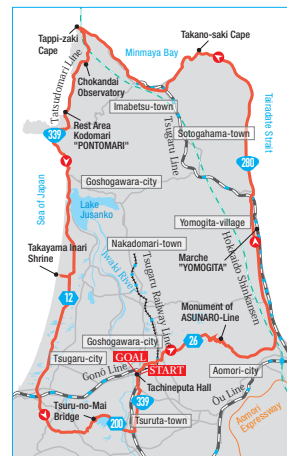 Tappi-zaki
Cape
Takano-saki Cape
Minmaya Bay
Chokandai
Observatory
Tatsudomari Line
Imabetsu-town
Tsugaru Line
Tairadate Strait
Rest Area
Kodomari
"PONTOMARI"
339
Sotogahama-town
280
Goshogawara-city
Sea of Japan
Lake
Jusanko
Yomogita-village
Nakadomari-town
Iwaki River
Tsugaru Railway Line
Marche
"YOMOGITA"
Hokkaido Shinkansen
Takayama Inari
Shrine
12
Monument of
ASUNARO-Line
Goshogawara-city
26
GOAL
START
Tsugaru-city
Gonō Line
Aomori-city
Tachineputa Hall
339
Ōu Line
Tsuru-no-Mai
Bridge
200
Tsuruta-town
Aomori
Expressway